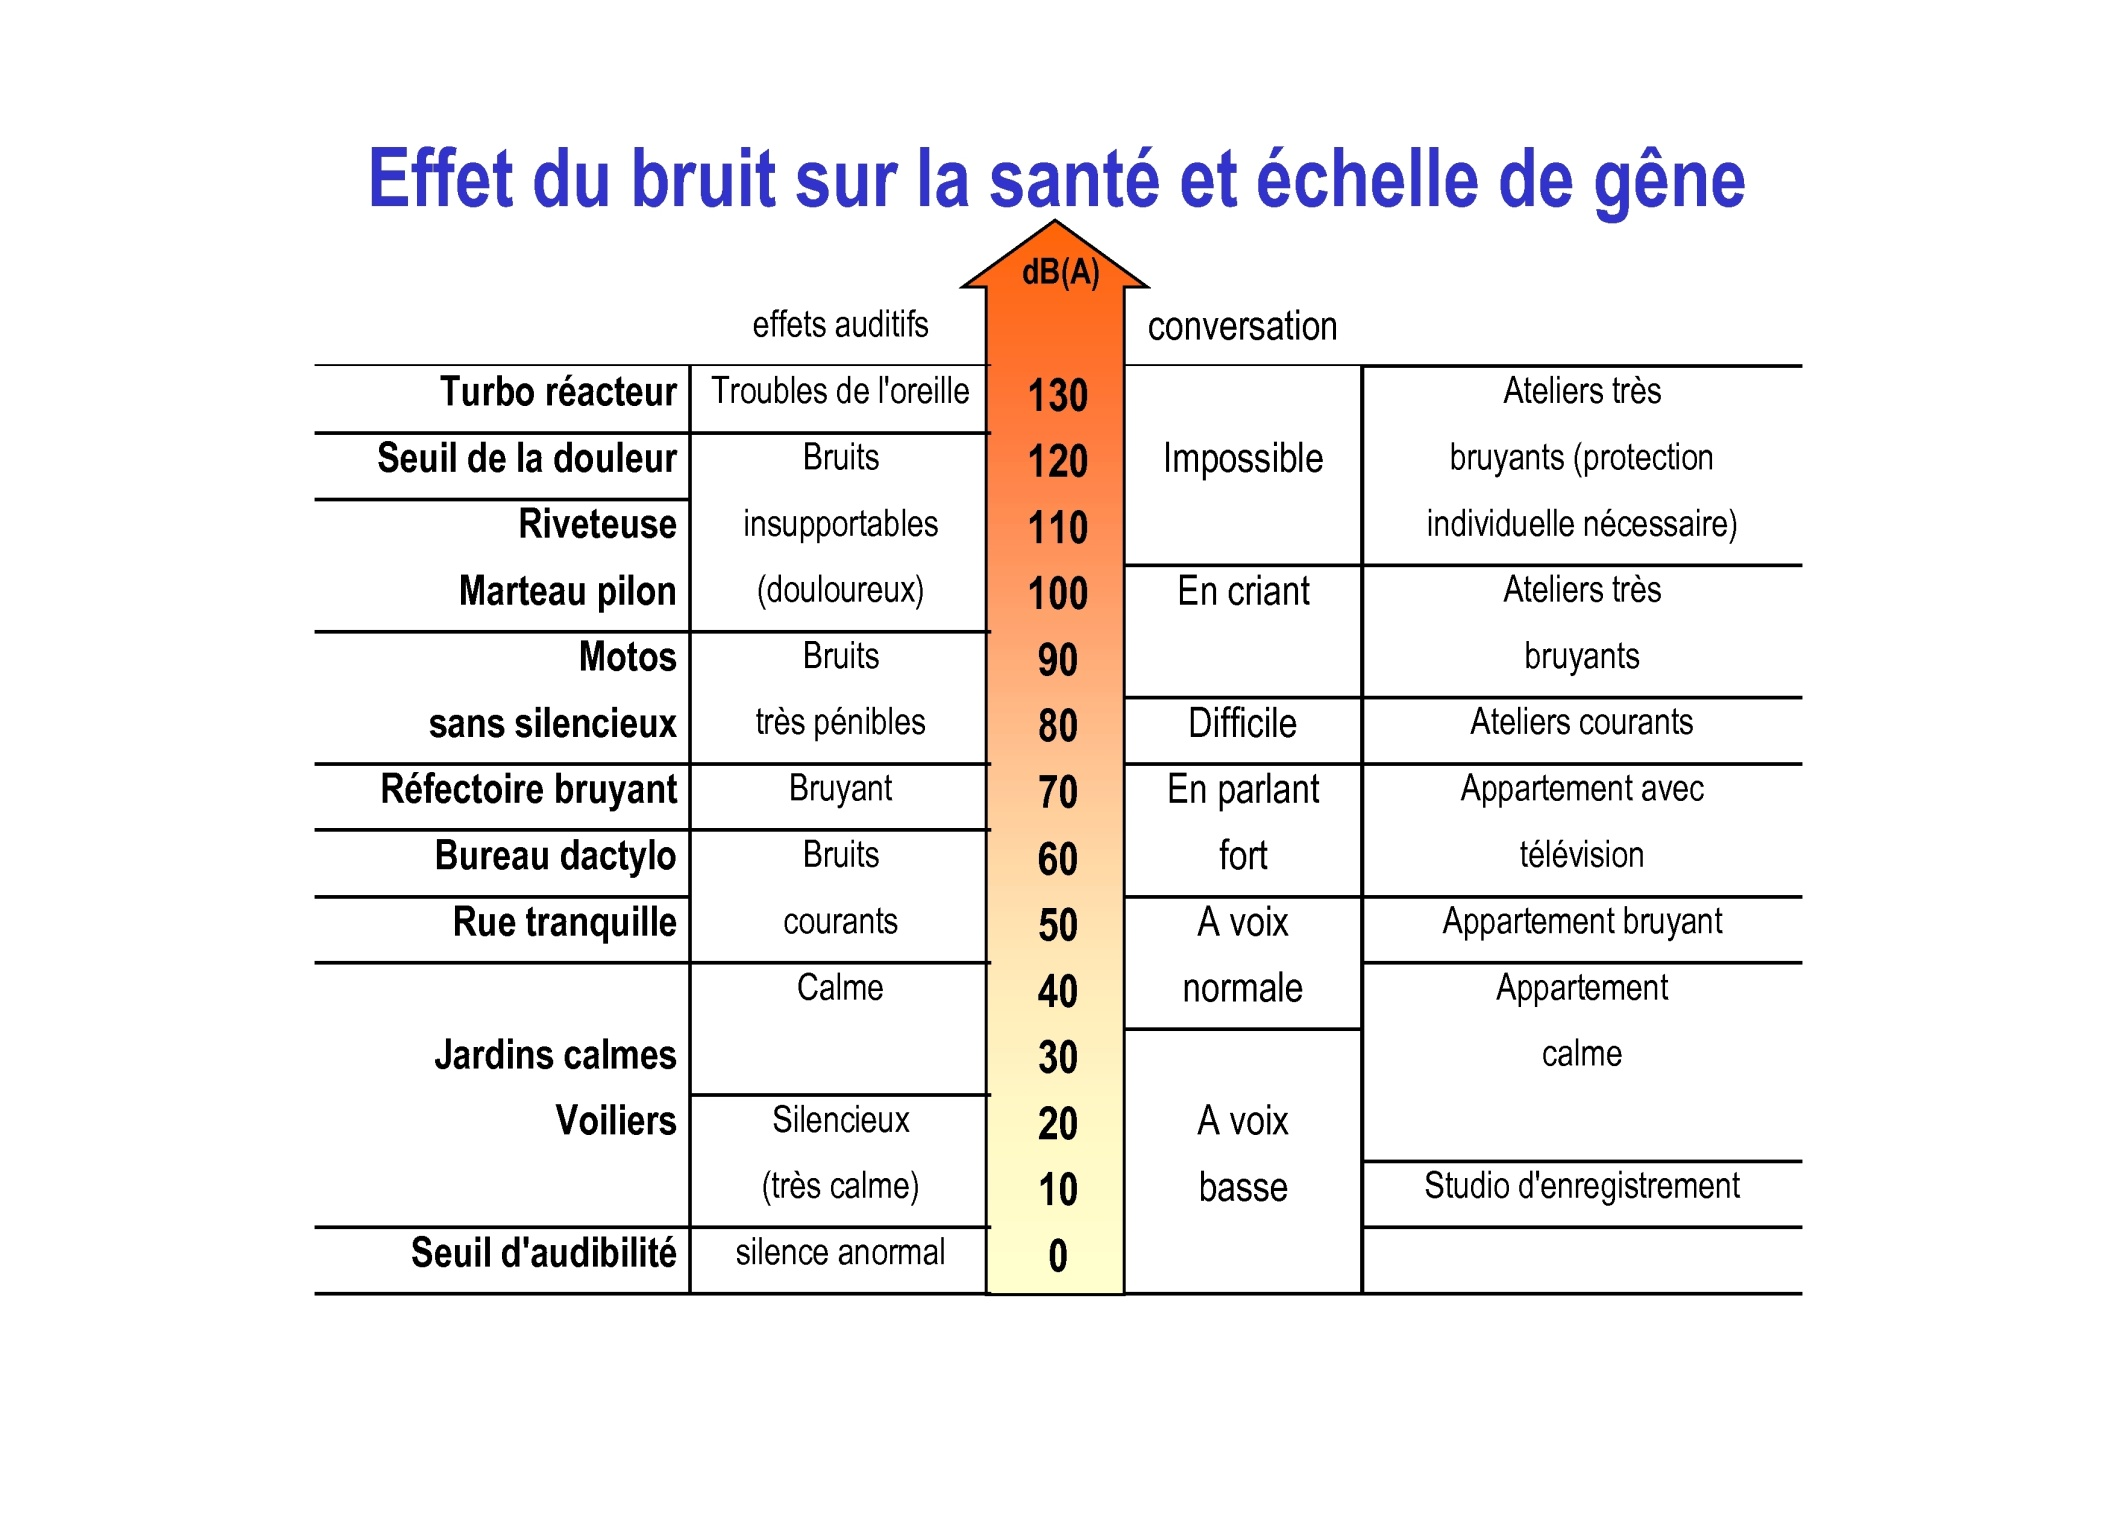 Effet du bruit sur la santé et échelle de gêne
dB(A)
effets auditifs conversation
Turbo réacteur Troubles de l'oreille 130 Ateliers très
Seuil de la douleur Bruits 120 Impossible bruyants (protection
Riveteuse insupportables 110 individuelle nécessaire)
Marteau pilon (douloureux) 100 En criant Ateliers très
Motos Bruits 90 bruyants
sans silencieux très pénibles 80 Difficile Ateliers courants
Réfectoire bruyant Bruyant 70 En parlant Appartement avec
Bureau dactylo Bruits 60 fort télévision
Rue tranquille courants 50 A voix Appartement bruyant
Calme 40 normale Appartement
Jardins calmes 30 calme
Voiliers Silencieux 20 A voix
(très calme) 10 basse Studio d'enregistrement
Seuil d'audibilité silence anormal 0